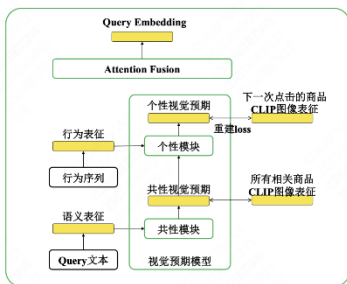 Query Embedding
Attention Fusion
个性视觉预期
下一次点击的商品
CLIP图像表征
重建loss
行为表征
个性模块
行为序列
共性视觉预期
所有相关商品
CLIP图像表征
语义表征
共性模块
Query文本
视觉预期模型